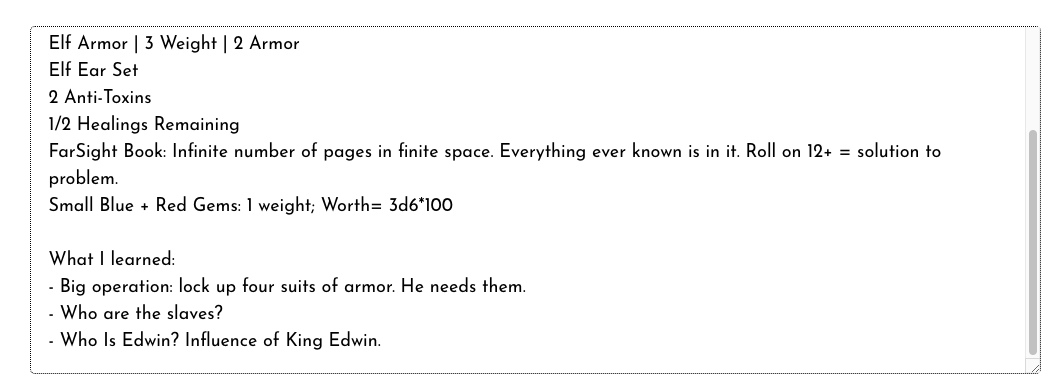 Elf Armor | 3 Weight | 2 Armor
Elf Ear Set
2 Anti-Toxins
1/2 Healings Remaining
FarSight Book: Infinite number of pages in finite space. Everything ever known is in it. Roll on 12+ = solution to
problem.
Small Blue + Red Gems: 1 weight; Worth= 3d6*100
What I learned:
- Big operation: lock up four suits of armor. He needs them.
- Who are the slaves?
- Who Is Edwin? Influence of King Edwin.